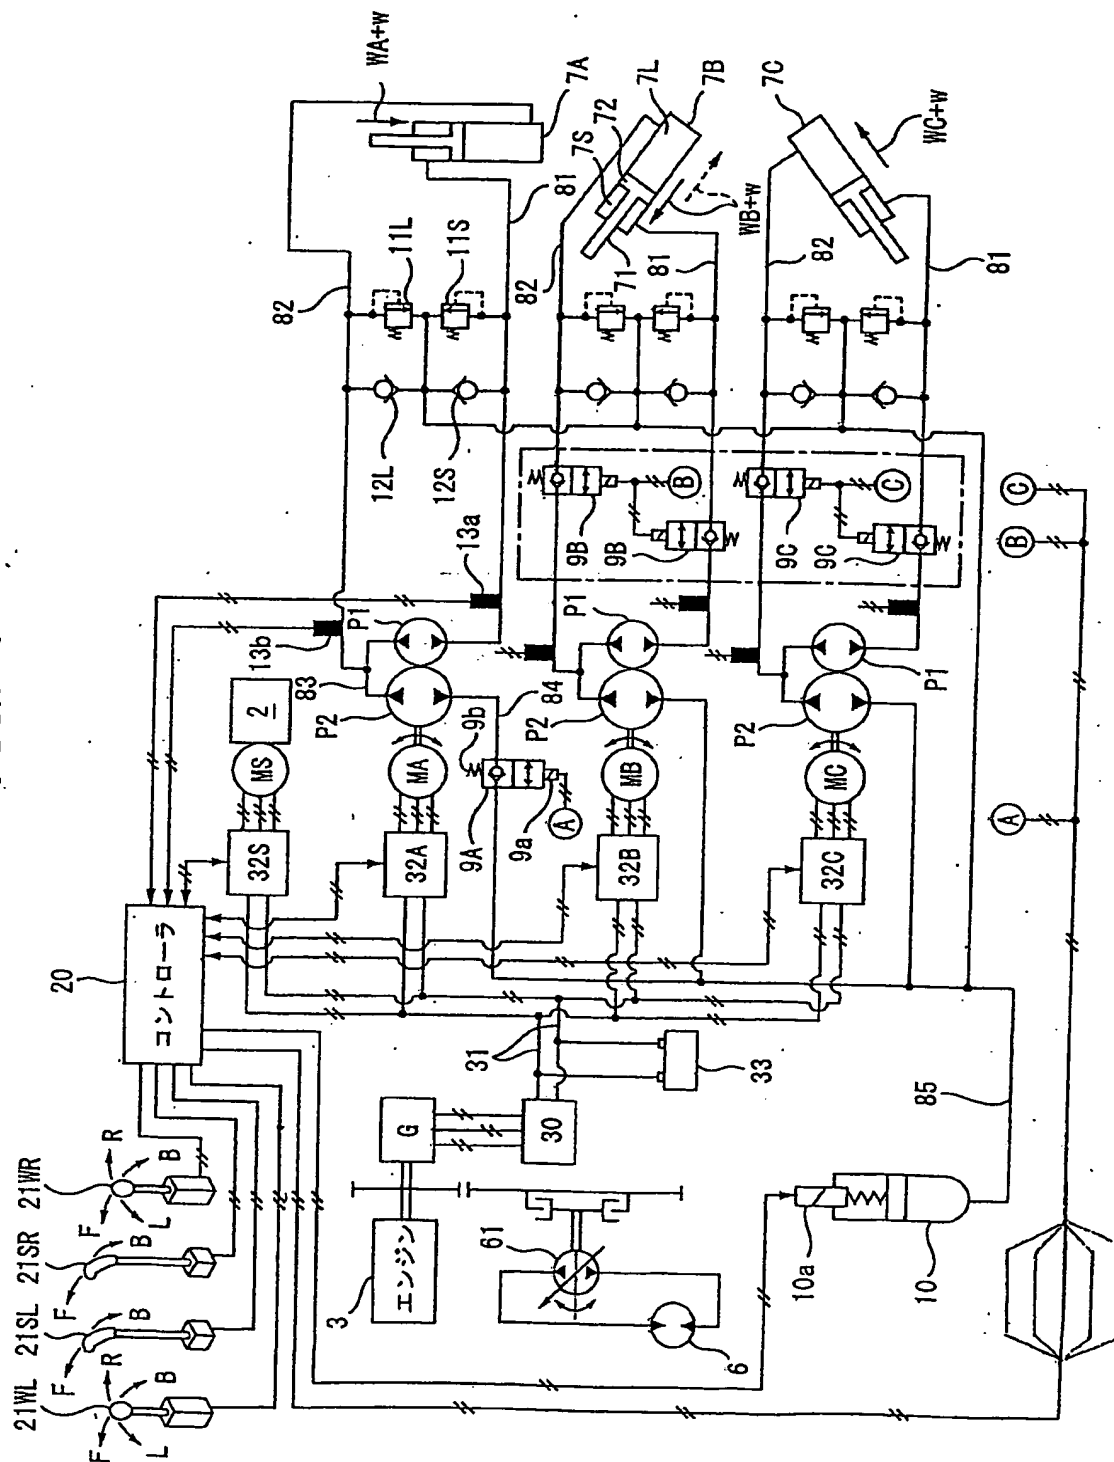 WA+w
7A
81
82
11L
11S
12L
12S
13a
13b
7S
72
7L
7B
71
WB+w
82
81
7C
WC+w
82
81
9B
9B
B
9C
9C
C
C
B
A
P1
P2
83
84
9b
9A
9a
A
P1
P2
P1
P2
2
MS
MA
MB
MC
32S
32A
32B
32C
20
コントローラ
31
33
30
G
3
エンジン
61
6
10a
10
85
21WR
F
R
B
L
21SR
F
B
21SL
F
B
21WL
F
R
B
L